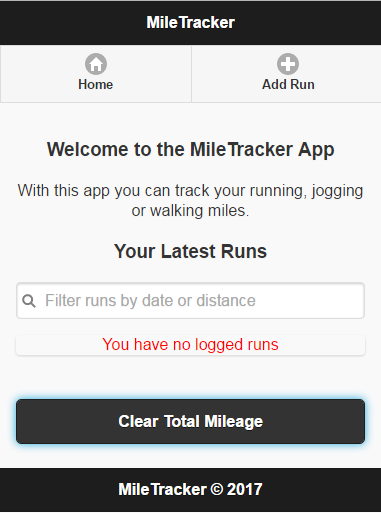 MileTracker
Home
Add Run
Welcome to the MileTracker App
With this app you can track your running, jogging
or walking miles.
Your Latest Runs
Filter runs by date or distance
You have no logged runs
Clear Total Mileage
MileTracker © 2017